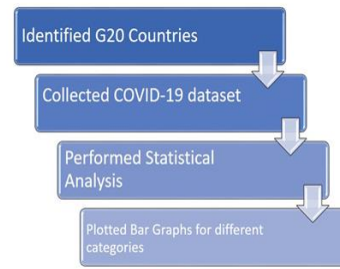 Identified G20 Countries
Collected COVID-19 dataset
Performed Statistical
Analysis
Plotted Bar Graphs for different
categories